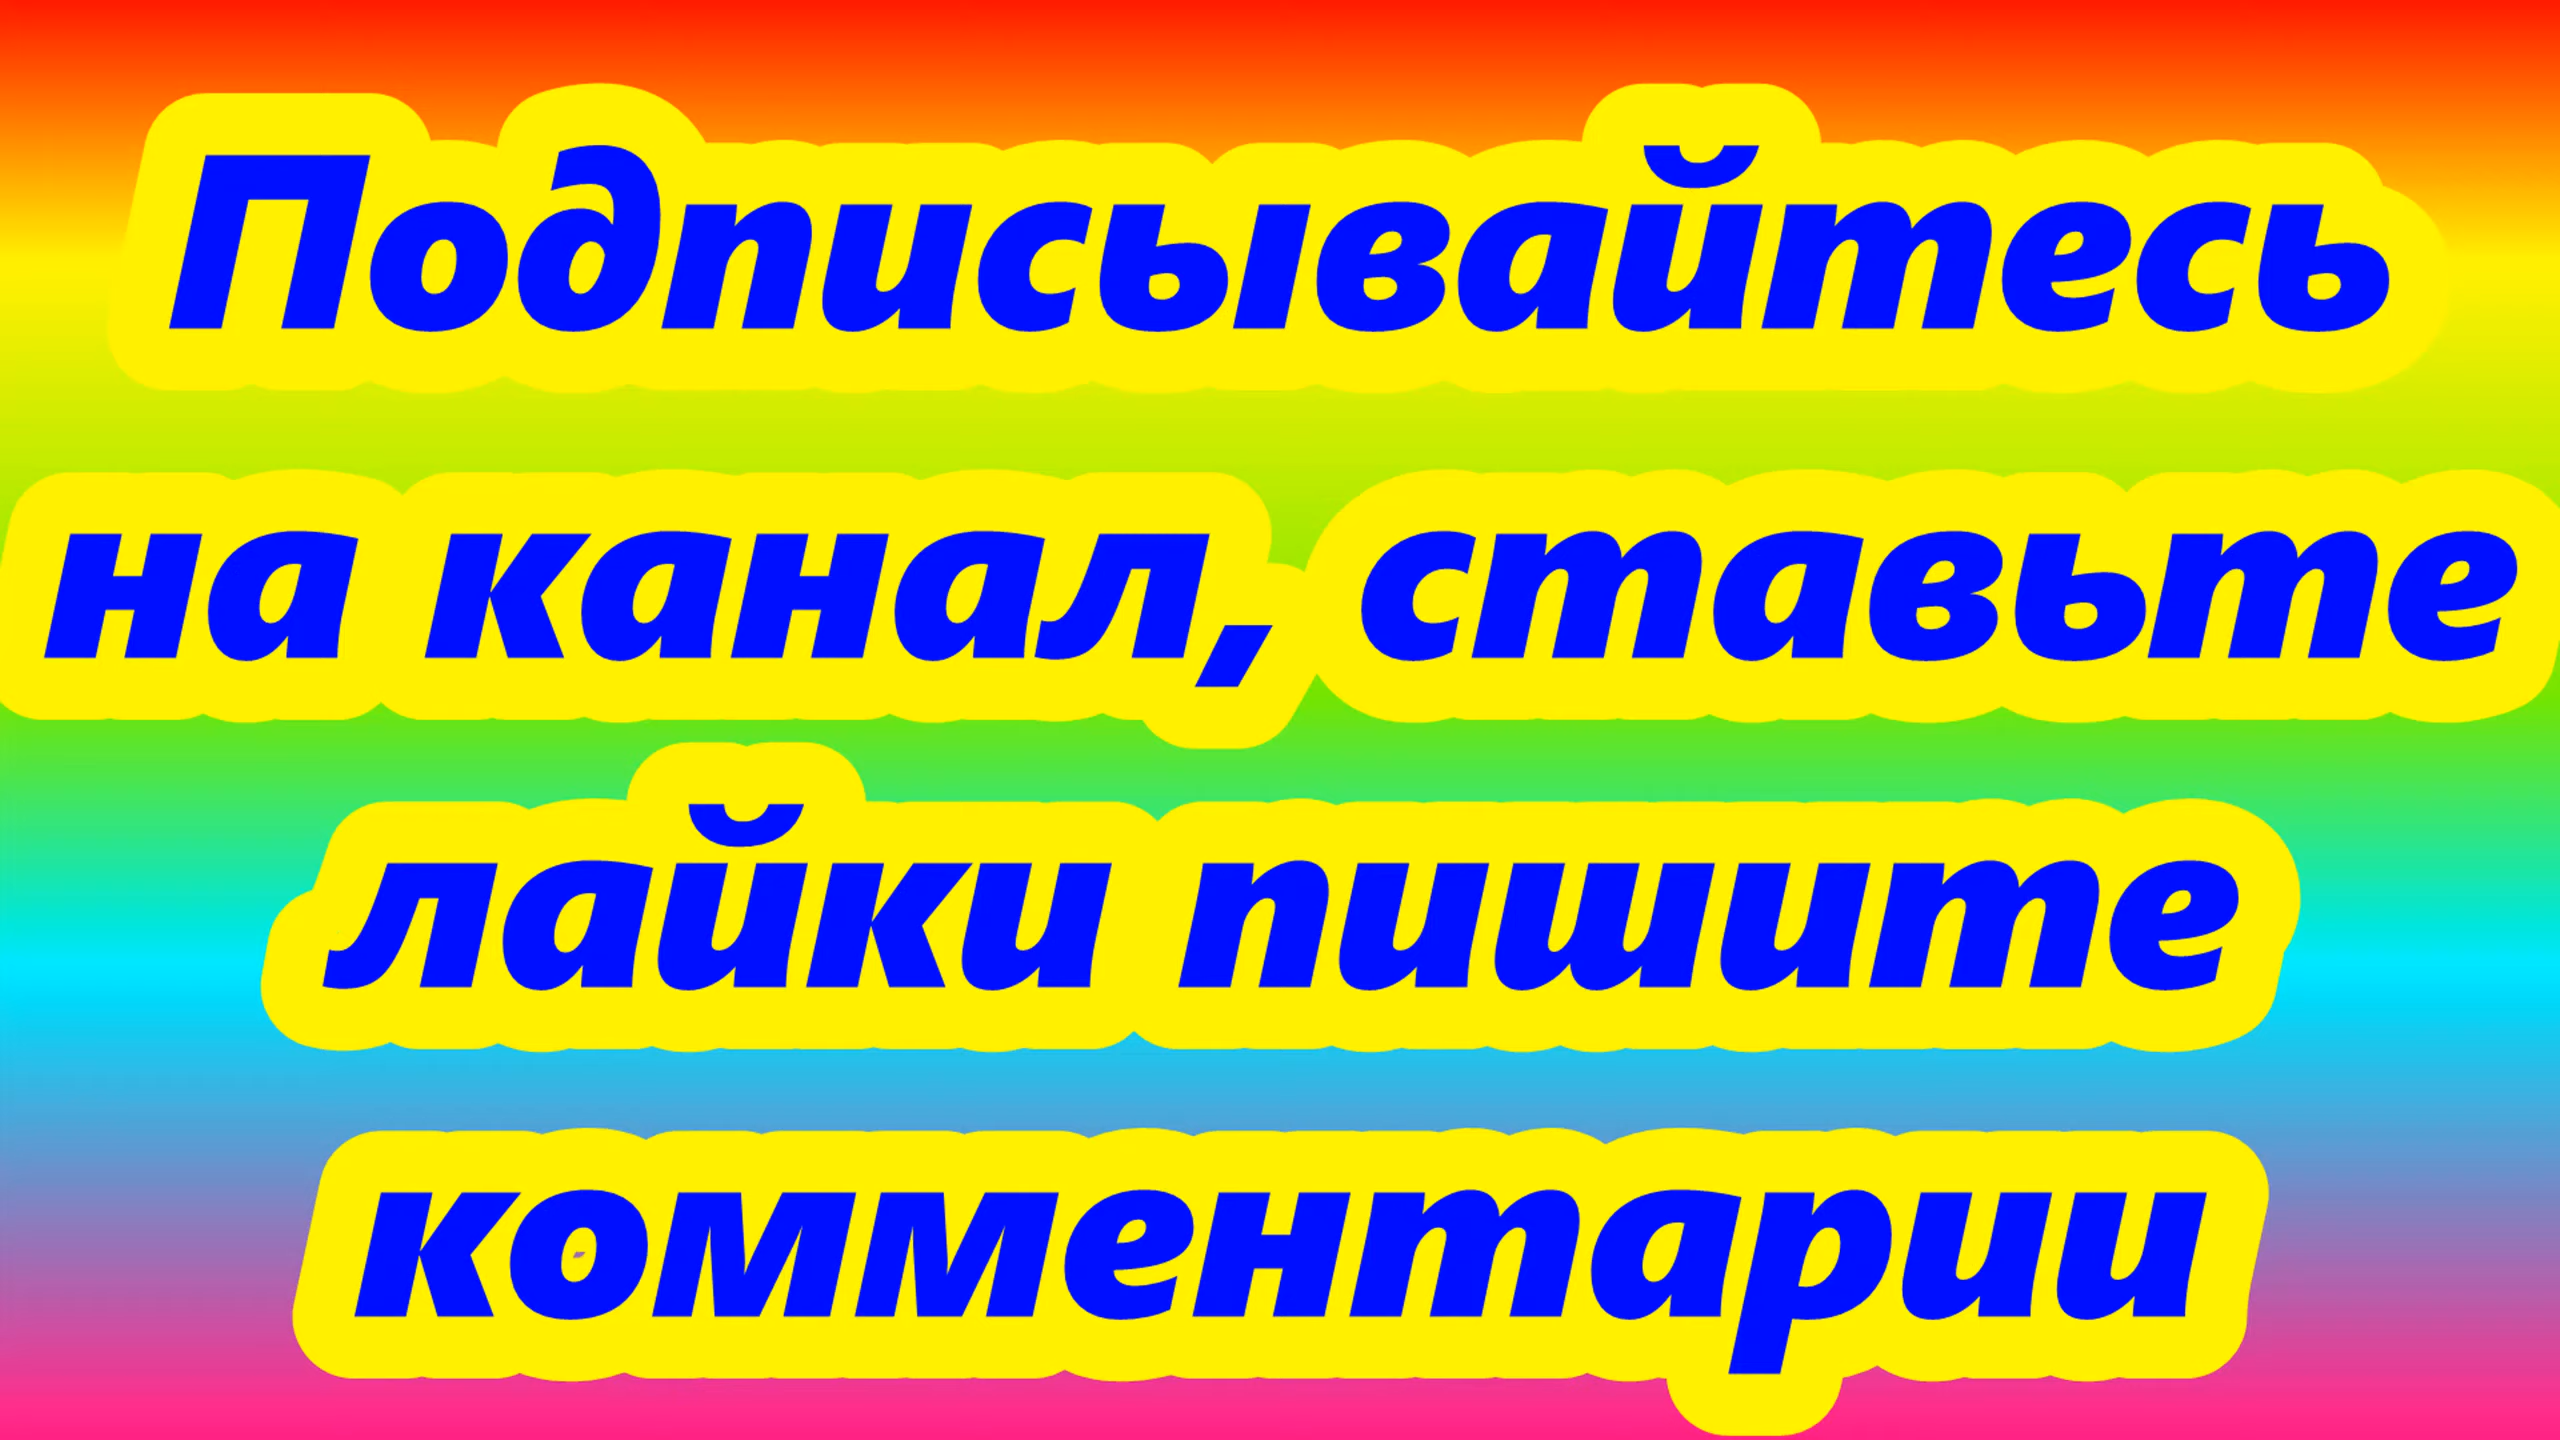 Подписывайтесь
на канал, ставьте
лайки пишите
комментарии